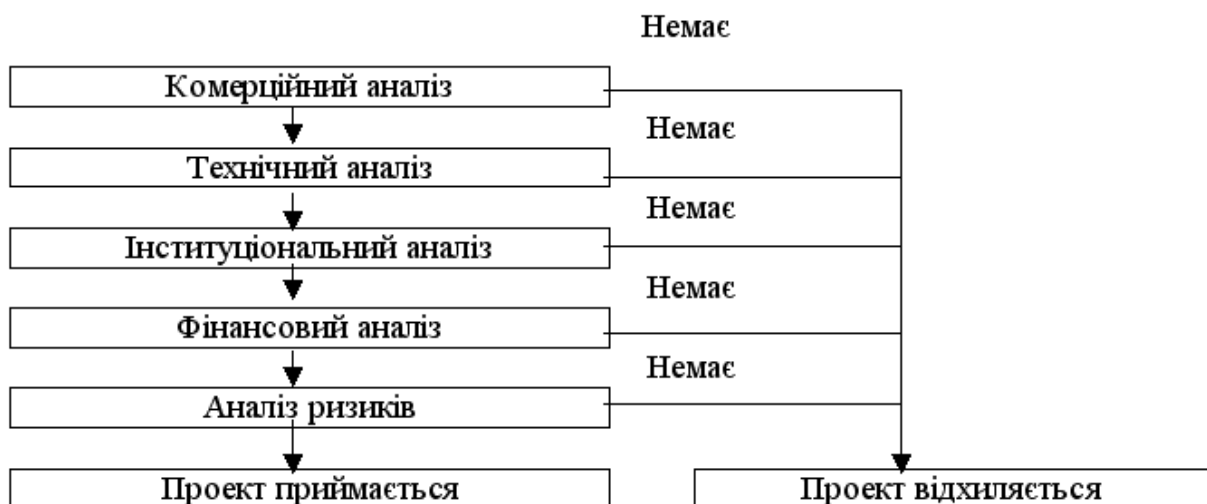 Немає
Комерційний аналіз
Немає
Технічний аналіз
Немає
Інституціональний аналіз
Немає
Фінансовий аналіз
Немає
Аналіз ризиків
Проект приймається
Проект відхиляється